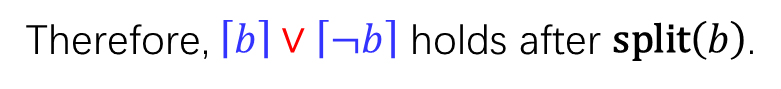 Therefore, ⌈b⌉ ∨ ⌈¬b⌉ holds after split(b).